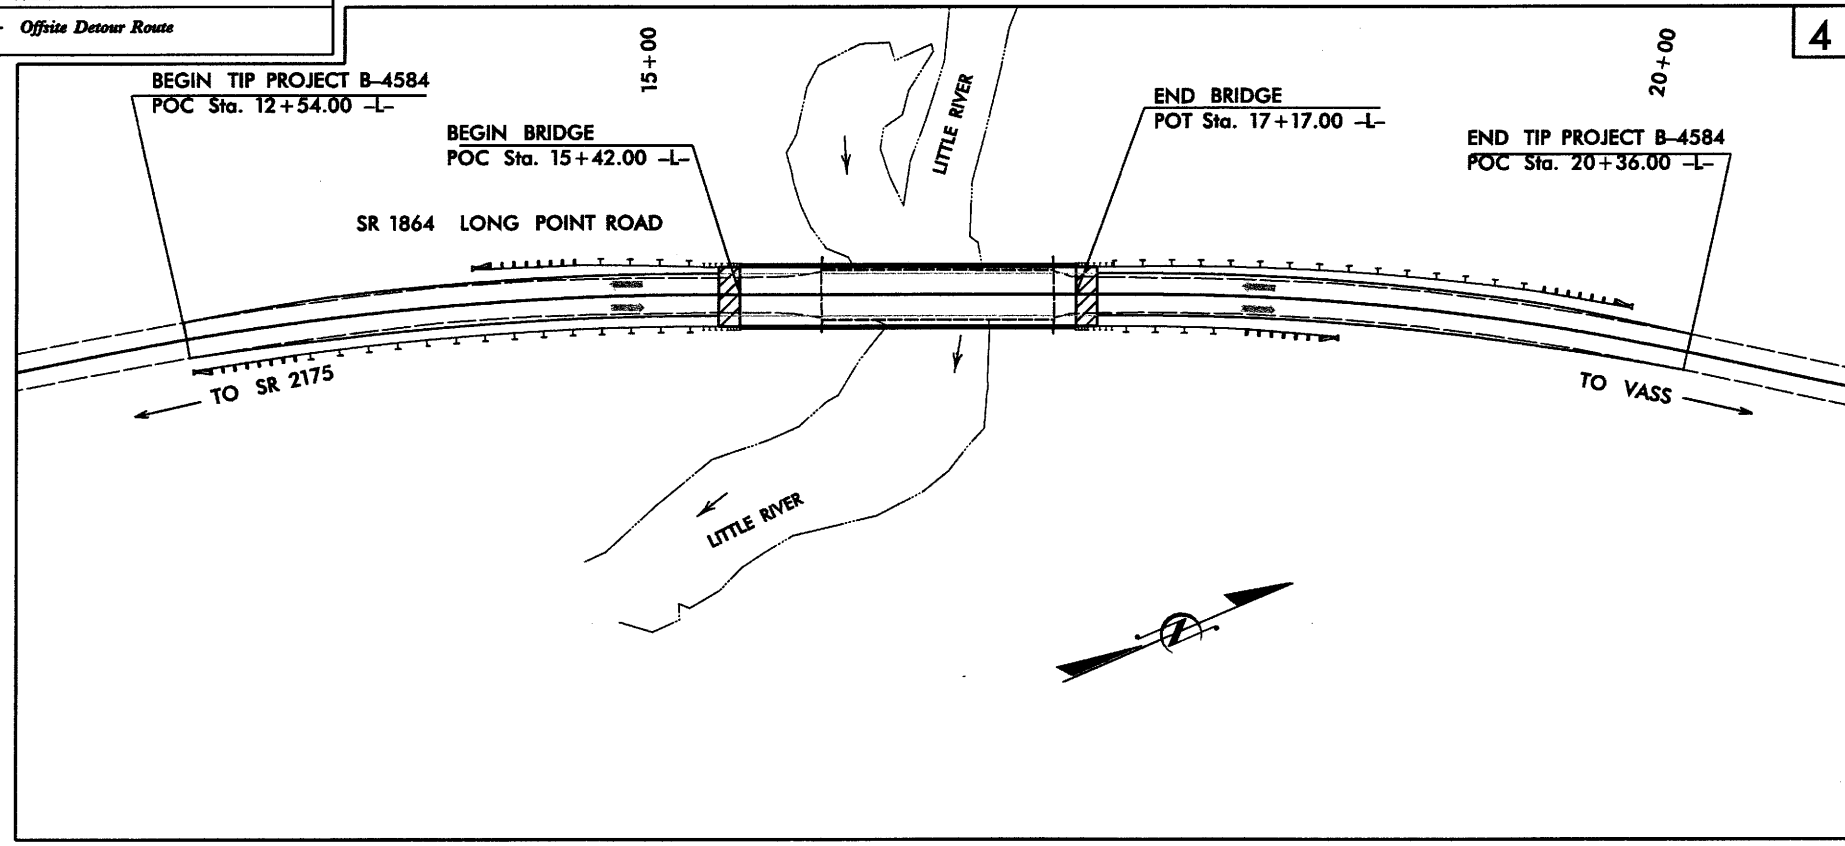 - Offsite Detour Route
4
15+00
20+00
BEGIN TIP PROJECT B-4584
POC Sta. 12+54.00 -L-
BEGIN BRIDGE
POC Sta. 15+42.00 -L-
LITTLE RIVER
END BRIDGE
POT Sta. 17+17.00 -L-
END TIP PROJECT B-4584
POC Sta. 20+36.00 -L-
SR 1864 LONG POINT ROAD
TO SR 2175
TO VASS
LITTLE RIVER
Z